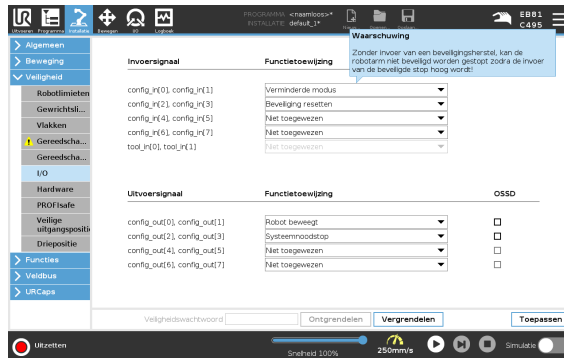 PROGRAMMA <naamloos>*
INSTALLATIE default_1*
EB81
C495
Uitvoeren Programma Installatie Bewegen I/O Logboek
Waarschuwing
Zonder invoer van een beveiligingsherstel, kan de
robotarm niet beveiligd worden gestopt zodra de invoer
van de beveiligde stop hoog wordt!
Algemeen
Beweging
Veiligheid
Robotlimieten
Gewrichtsli...
Vlakken
Gereedscha...
Gereedscha...
I/O
Hardware
PROFIsafe
Veilige
uitgangspositi
Driepositie
Functies
Veldbus
URCaps
Invoersignaal Functietoewijzing
config_in[0], config_in[1] Verminderde modus
config_in[2], config_in[3] Beveiliging resetten
config_in[4], config_in[5] Niet toegewezen
config_in[6], config_in[7] Niet toegewezen
tool_in[0], tool_in[1] Niet toegewezen
Uitvoersignaal Functietoewijzing OSSD
config_out[0], config_out[1] Robot beweegt
config_out[2], config_out[3] Systeemnoodstop
config_out[4], config_out[5] Niet toegewezen
config_out[6], config_out[7] Niet toegewezen
Veiligheidswachtwoord Ontgrendelen Vergrendelen Toepassen
Uitzetten
Snelheid 100%
250mm/s
Simulatie